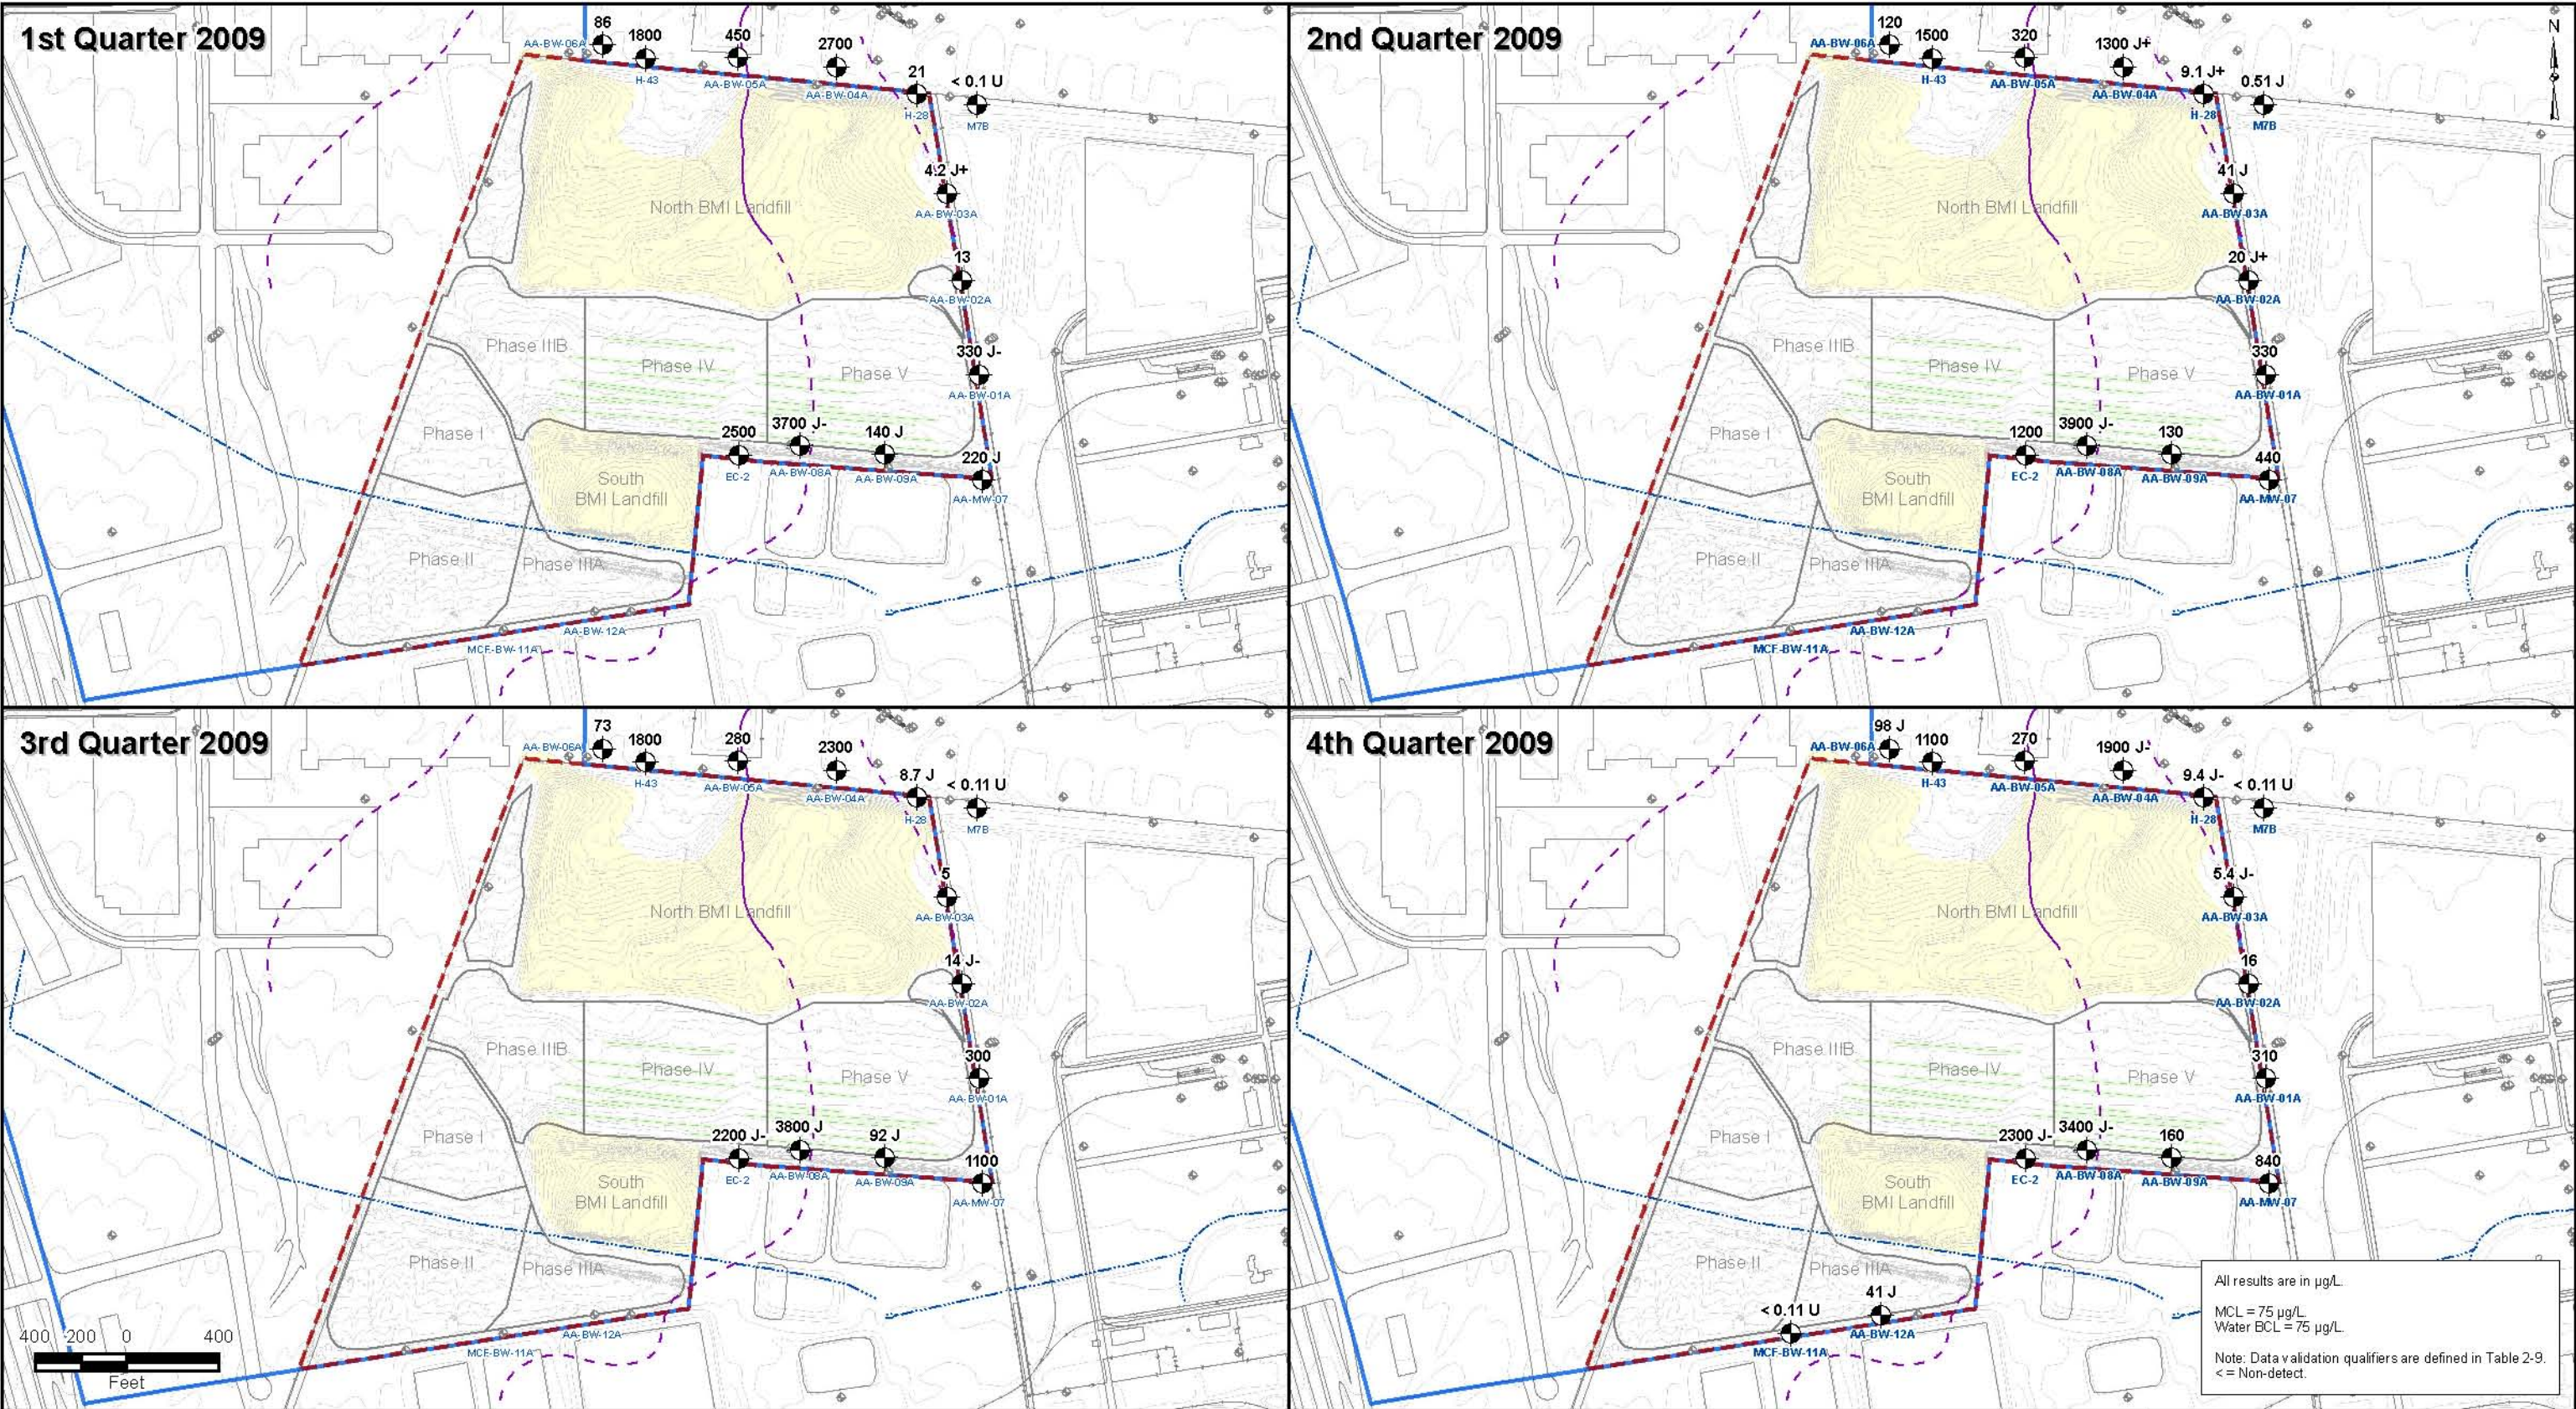 1st Quarter 2009
86
1800
450
2700
21
< 0.1 U
AA-BW-06A
H-43
AA-BW-05A
AA-BW-04A
H-28
M7B
4.2 J+
AA-BW-03A
North BMI Landfill
13
AA-BW-02A
Phase IIIB
Phase IV
Phase V
330 J-
AA-BW-01A
Phase I
2500
3700 J-
140 J
220 J
EC-2
AA-BW-08A
AA-BW-09A
AA-MW-07
South
BMI Landfill
Phase II
Phase IIIA
AA-BW-12A
MCF-BW-11A
2nd Quarter 2009
120
1500
320
1300 J+
9.1 J+
0.51 J
N
AA-BW-06A
H-43
AA-BW-05A
AA-BW-04A
H-28
M7B
41 J
AA-BW-03A
North BMI Landfill
20 J+
AA-BW-02A
Phase IIIB
Phase IV
Phase V
330
AA-BW-01A
Phase I
1200
3900 J-
130
440
EC-2
AA-BW-08A
AA-BW-09A
AA-MW-07
South
BMI Landfill
Phase II
Phase IIIA
AA-BW-12A
MCF-BW-11A
3rd Quarter 2009
73
1800
280
2300
8.7 J
< 0.11 U
AA-BW-06A
H-43
AA-BW-05A
AA-BW-04A
H-28
M7B
5
AA-BW-03A
North BMI Landfill
14 J-
AA-BW-02A
Phase IIIB
Phase IV
Phase V
300
AA-BW-01A
Phase I
2200 J-
3800 J
92 J
1100
EC-2
AA-BW-08A
AA-BW-09A
AA-MW-07
South
BMI Landfill
Phase II
Phase IIIA
AA-BW-12A
MCF-BW-11A
400 200 0 400
Feet
4th Quarter 2009
98 J
1100
270
1900 J-
9.4 J-
< 0.11 U
AA-BW-06A
H-43
AA-BW-05A
AA-BW-04A
H-28
M7B
5.4 J-
AA-BW-03A
North BMI Landfill
16
AA-BW-02A
Phase IIIB
Phase IV
Phase V
310
AA-BW-01A
Phase I
2300 J-
3400 J-
160
840
EC-2
AA-BW-08A
AA-BW-09A
AA-MW-07
South
BMI Landfill
Phase II
Phase IIIA
< 0.11 U
41 J
AA-BW-12A
MCF-BW-11A
All results are in µg/L.
MCL = 75 µg/L.
Water BCL = 75 µg/L.
Note: Data validation qualifiers are defined in Table 2-9.
< = Non-detect.